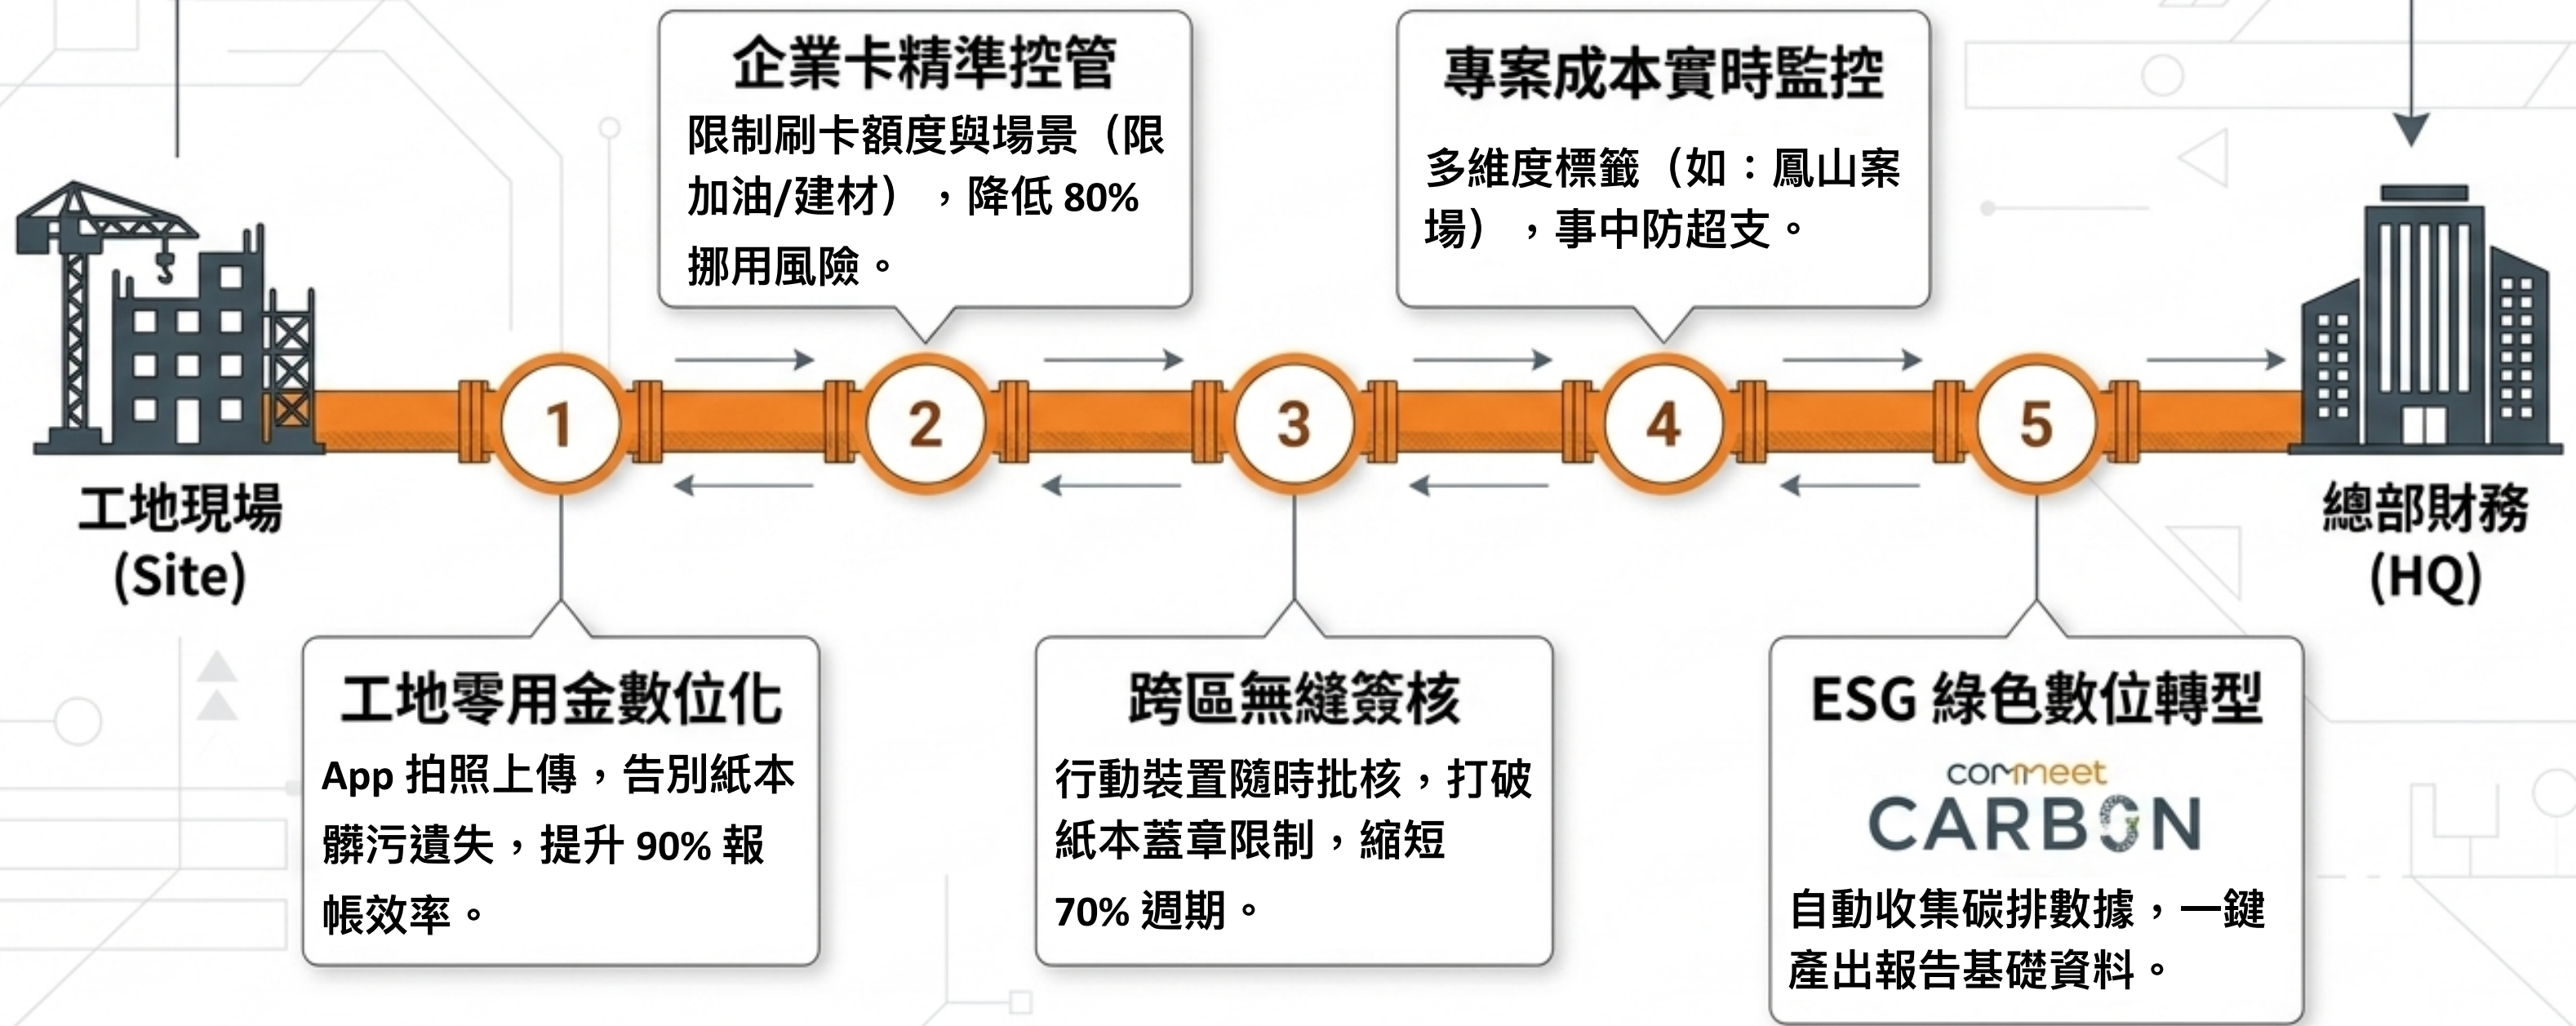 企業卡精準控管
限制刷卡額度與場景（限
加油/建材），降低 80%
挪用風險。
專案成本實時監控
多維度標籤（如：鳳山案
場），事中防超支。
1
2
3
4
5
工地現場
(Site)
總部財務
(HQ)
工地零用金數位化
App 拍照上傳，告別紙本
髒污遺失，提升 90% 報
帳效率。
跨區無縫簽核
行動裝置隨時批核，打破
紙本蓋章限制，縮短
70% 週期。
ESG 綠色數位轉型
commeet
CARBON
自動收集碳排數據，一鍵
產出報告基礎資料。